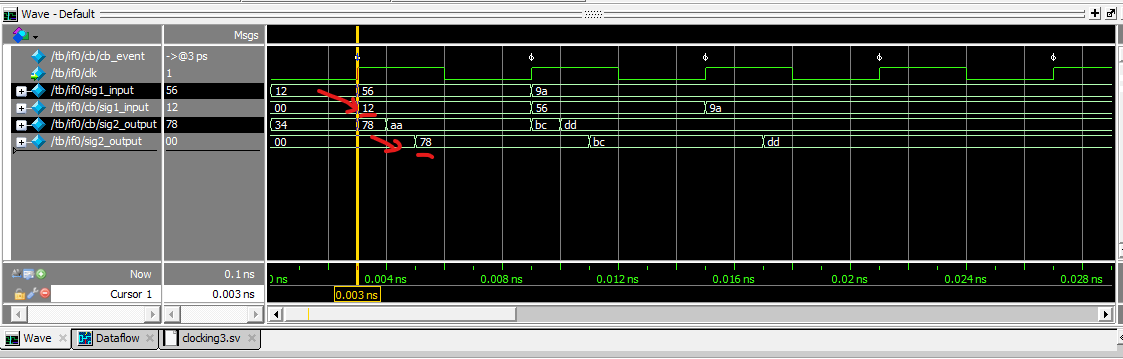 Wave - Default
Msgs
/tb/if0/cb/cb_event ->@3 ps
/tb/if0/clk 1
/tb/if0/sig1_input 56 12 56 9a
/tb/if0/cb/sig1_input 12 00 12 56 9a
/tb/if0/cb/sig2_output 78 34 78 aa bc dd
/tb/if0/sig2_output 00 00 78 bc dd
Now 0.1 ns ns 0.004 ns 0.008 ns 0.012 ns 0.016 ns 0.02 ns 0.024 ns 0.028 ns
Cursor 1 0.003 ns 0.003 ns
Wave Dataflow clocking3.sv